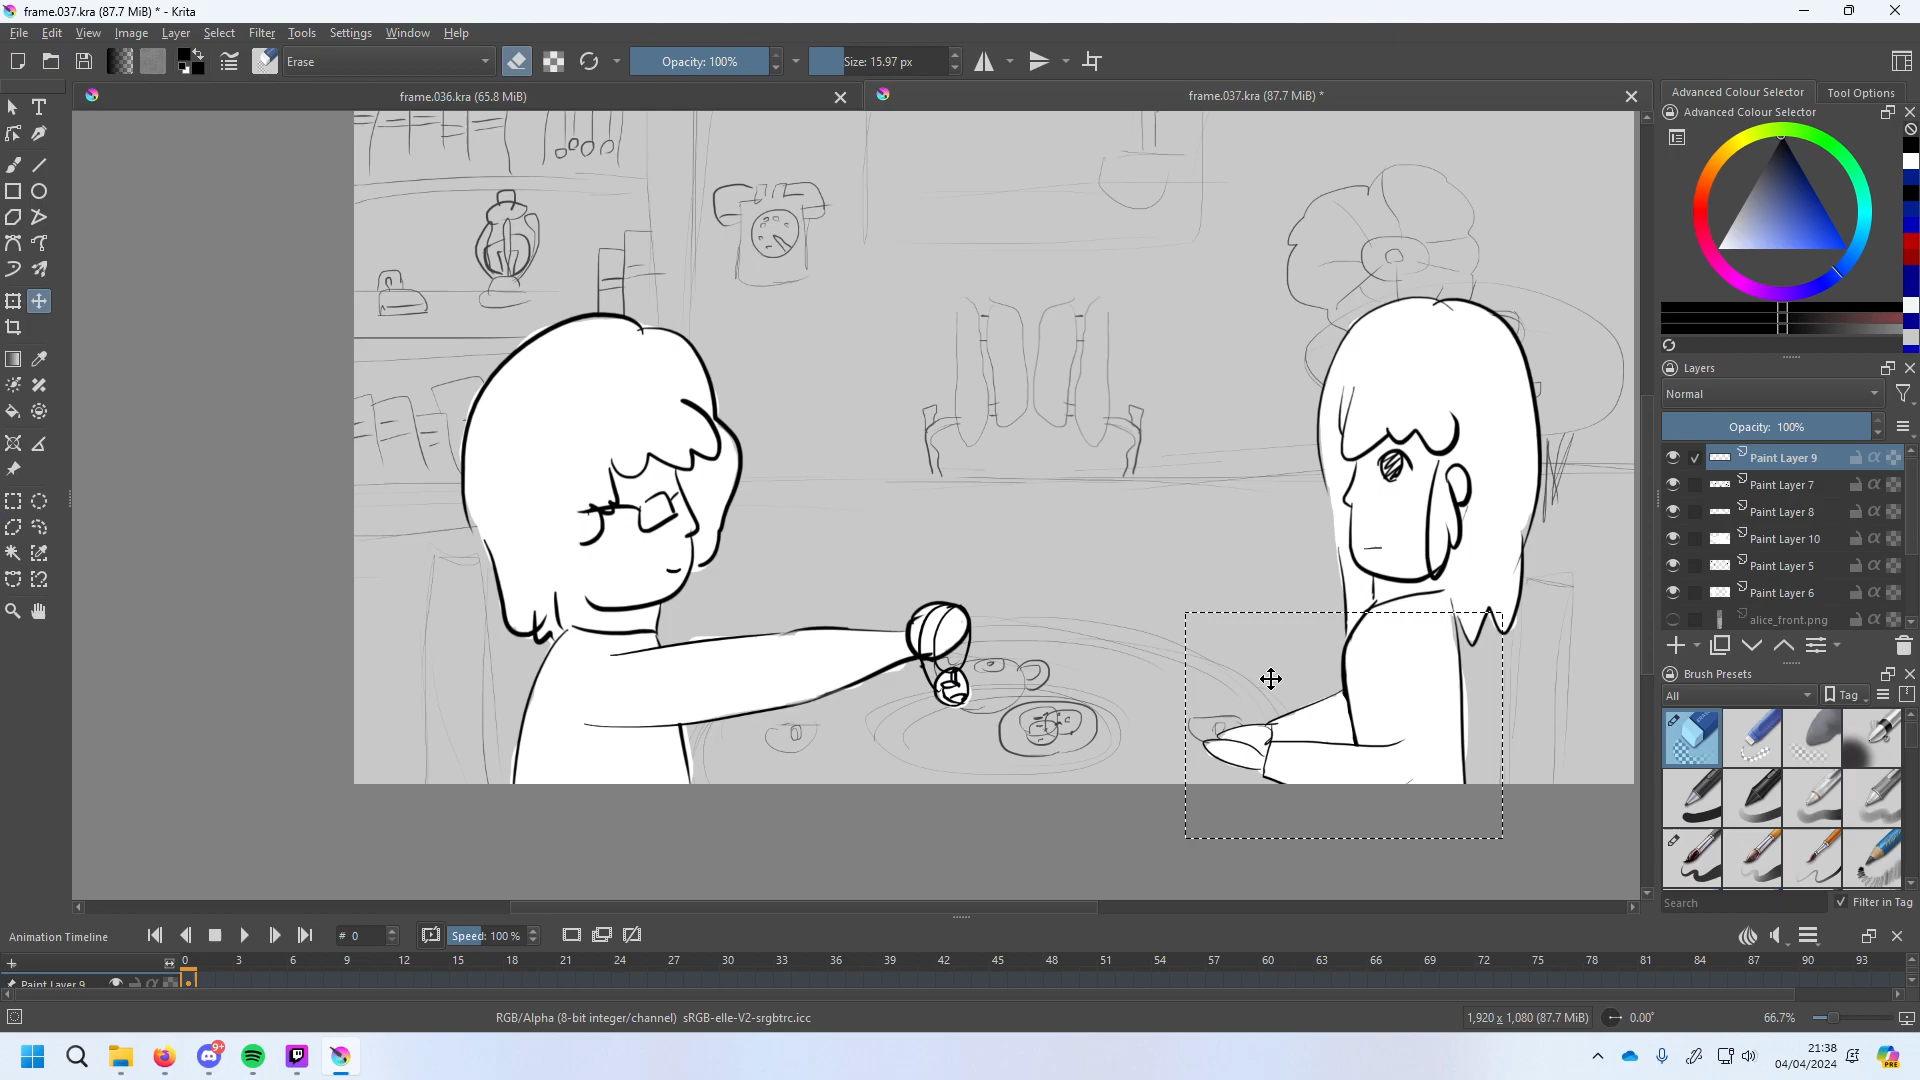 frame.037.kra (87.7 MiB) * - Krita
File Edit View Image Layer Select Filter Tools Settings Window Help
Erase Opacity: 100% Size: 15.97 px
frame.036.kra (65.8 MiB) frame.037.kra (87.7 MiB) *
Advanced Colour Selector Tool Options
Advanced Colour Selector
Layers
Normal
Opacity: 100%
Paint Layer 9
Paint Layer 7
Paint Layer 8
Paint Layer 10
Paint Layer 5
Paint Layer 6
alice_front.png
Brush Presets
All Tag
Search Filter in Tag
Animation Timeline # 0 Speed: 100 %
0 3 6 9 12 15 18 21 24 27 30 33 36 39 42 45 48 51 54 57 60 63 66 69 72 75 78 81 84 87 90 93
Paint Layer 9
RGB/Alpha (8-bit integer/channel) sRGB-elle-V2-srgbtrc.icc 1,920 x 1,080 (87.7 MiB) 0.00° 66.7%
9+ 21:38
04/04/2024
PRE